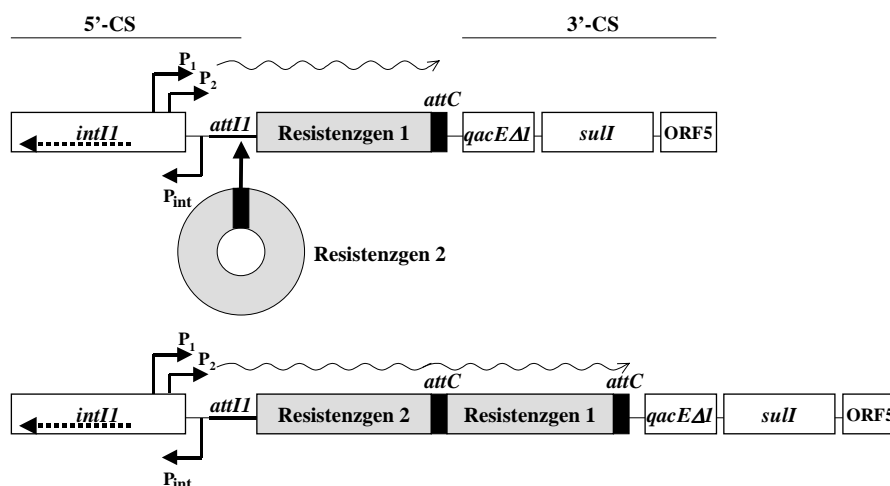 5’-CS 3’-CS
P1
P2
attC
intI1 attI1 Resistenzgen 1 qacEΔ1 sulI ORF5
Pint
Resistenzgen 2
P1
P2
attC attC
intI1 attI1 Resistenzgen 2 Resistenzgen 1 qacEΔ1 sulI ORF5
Pint